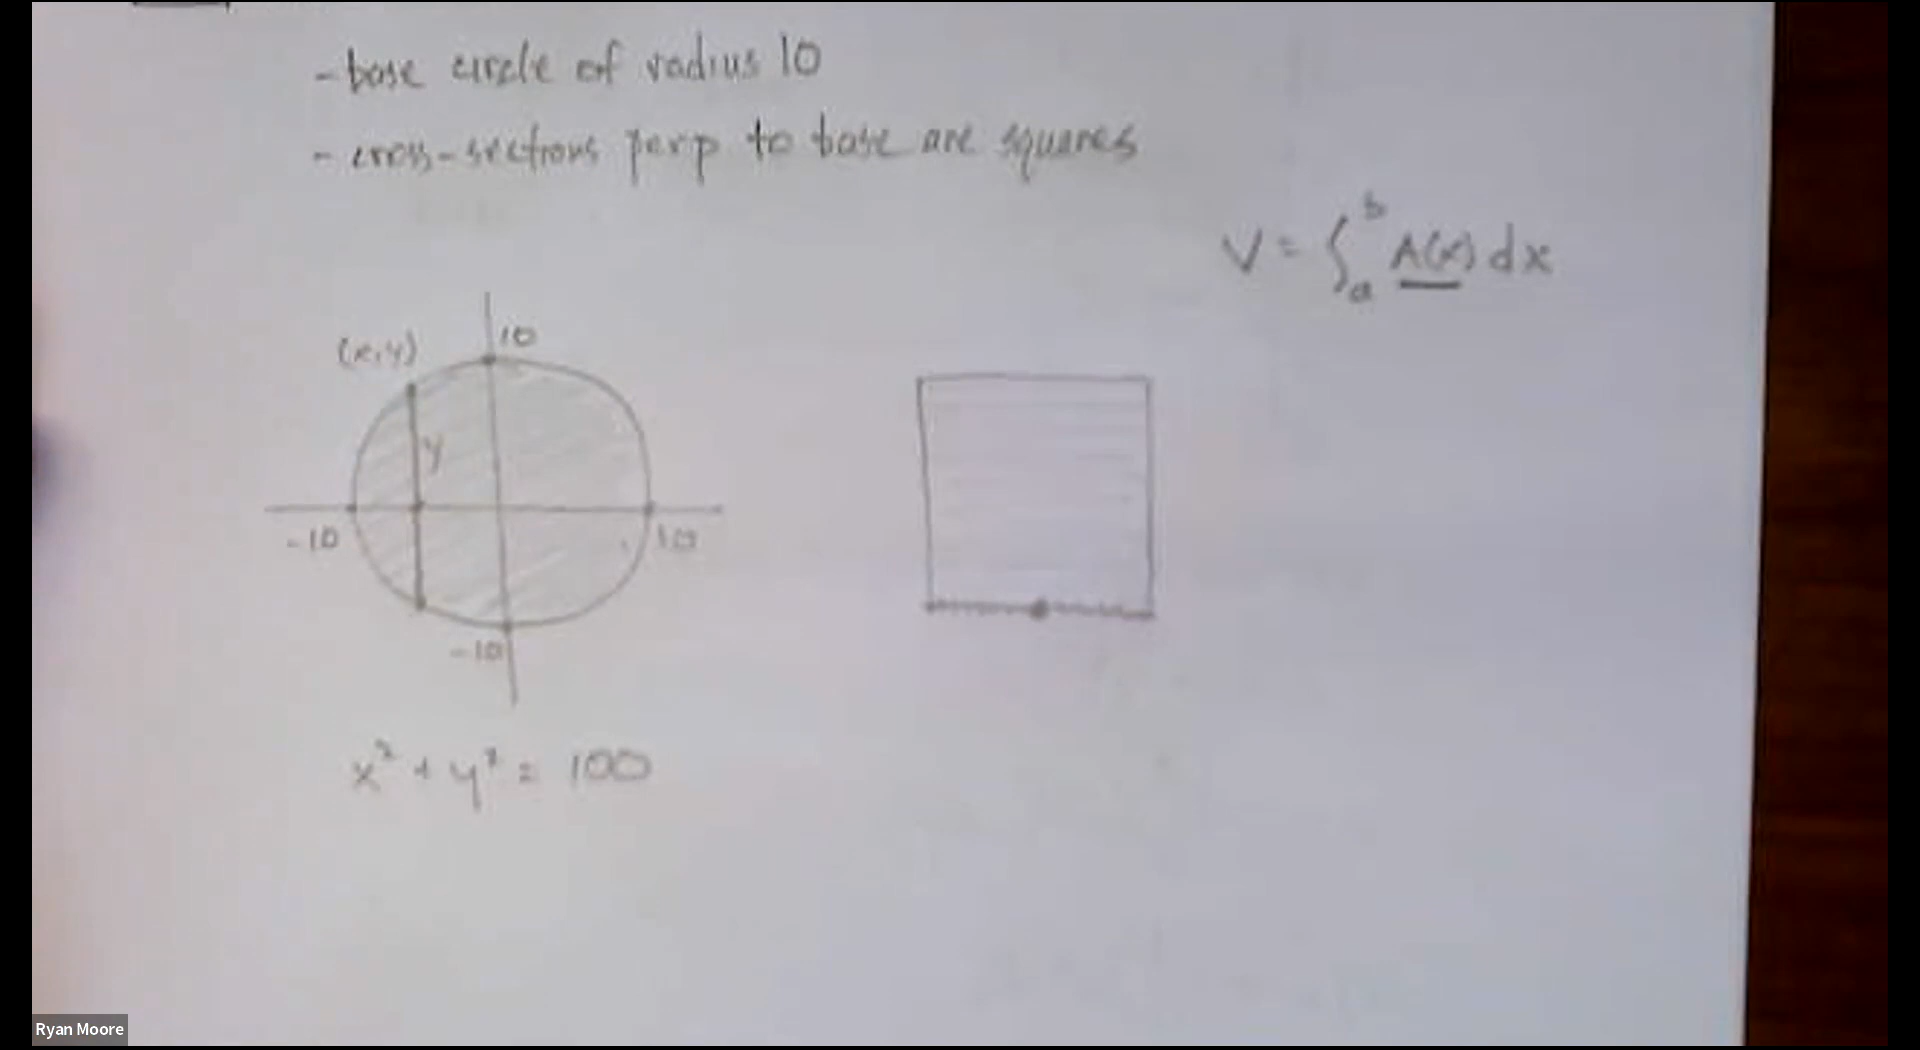 - base circle of radius 10
- cross-sections perp to base are squares
V = ∫_a^b A(x) dx
10
(x,y)
y
-10
10
-10
x² + y² = 100
Ryan Moore